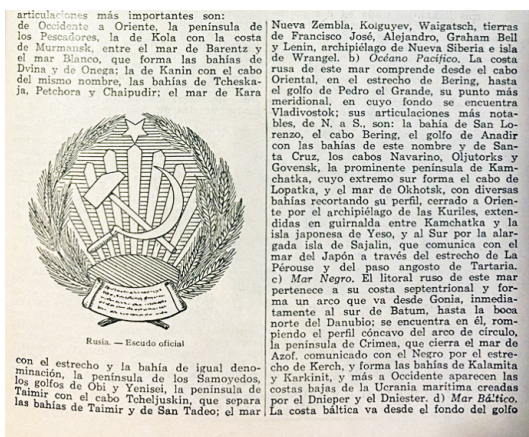 articulaciones más importantes son:
de Occidente a Oriente, la península de
los Pescadores, la de Kola con la costa
de Murmansk, entre el mar de Barentz y
el mar Blanco, que forma las bahías de
Dvina y de Onega; la de Kanin con el cabo
del mismo nombre, las bahías de Tcheska-
ja, Petchora y Chaipudir; el mar de Kara
Rusia. — Escudo oficial
con el estrecho y la bahía de igual deno-
minación, la península de los Samoyedos,
los golfos de Obi y Yenisei, la península de
Taimir con el cabo Tcheljuskin, que separa
las bahías de Taimir y de San Tadeo; el mar
Nueva Zembla, Kolguyev, Waigatsch, tierras
de Francisco José, Alejandro, Graham Bell
y Lenin, archipiélago de Nueva Siberia e isla
de Wrangel. b) Océano Pacífico. La costa
rusa de este mar comprende desde el cabo
Oriental, en el estrecho de Bering, hasta
el golfo de Pedro el Grande, su punto más
meridional, en cuyo fondo se encuentra
Vladivostok; sus articulaciones más nota-
bles, de N. a S., son: la bahía de San Lo-
renzo, el cabo Bering, el golfo de Anadir
con las bahías de este nombre y de San-
ta Cruz, los cabos Navarino, Oljutorks y
Govensk, la prominente península de Kam-
chatka, cuyo extremo sur forma el cabo de
Lopatka, y el mar de Okhotsk, con diversas
bahías recortando su perfil, cerrado a Orien-
te por el archipiélago de las Kuriles, exten-
didas en guirnalda entre Kamchatka y la
isla japonesa de Yeso, y al Sur por la alar-
gada isla de Sajalin, que comunica con el
mar del Japón a través del estrecho de La
Pérouse y del paso angosto de Tartaria.
c) Mar Negro. El litoral ruso de este mar
pertenece a su costa septentrional y for-
ma un arco que va desde Gonia, inmedia-
tamente al sur de Batum, hasta la boca
norte del Danubio; se encuentra en él, rom-
piendo el perfil cóncavo del arco de círculo,
la península de Crimea, que cierra el mar de
Azof, comunicado con el Negro por el estre-
cho de Kerch, y forma las bahías de Kalamita
y Karkinit, y más a Occidente aparecen las
costas bajas de la Ucrania marítima creadas
por el Dnieper y el Dniester. d) Mar Báltico.
La costa báltica va desde el fondo del golfo